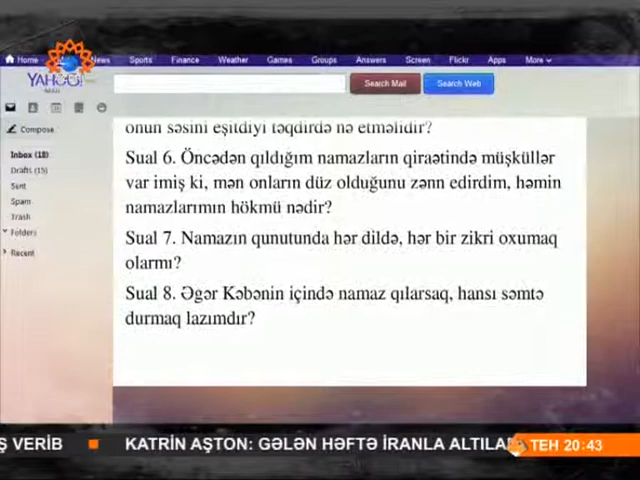 Home
News
Sports
Finance
Weather
Games
Groups
Answers
Screen
Flickr
Apps
More
YAHOO!
MAIL
Search Mail
Search Web
Compose
Inbox (18)
Drafts (15)
Sent
Spam
Trash
Folders
Recent
onun səsini eşitdiyi təqdirdə nə etməlidir?
Sual 6. Öncədən qıldığım namazların qiraətində müşküllər
var imiş ki, mən onların düz olduğunu zənn edirdim, həmin
namazlarımın hökmü nədir?
Sual 7. Namazın qunutunda hər dildə, hər bir zikri oxumaq
olarmı?
Sual 8. Əgər Kəbənin içində namaz qılarsaq, hansı səmtə
durmaq lazımdır?
Ş VERİB
KATRİN AŞTON: GƏLƏN HƏFTƏ İRANLA ALTILA
TEH 20:43